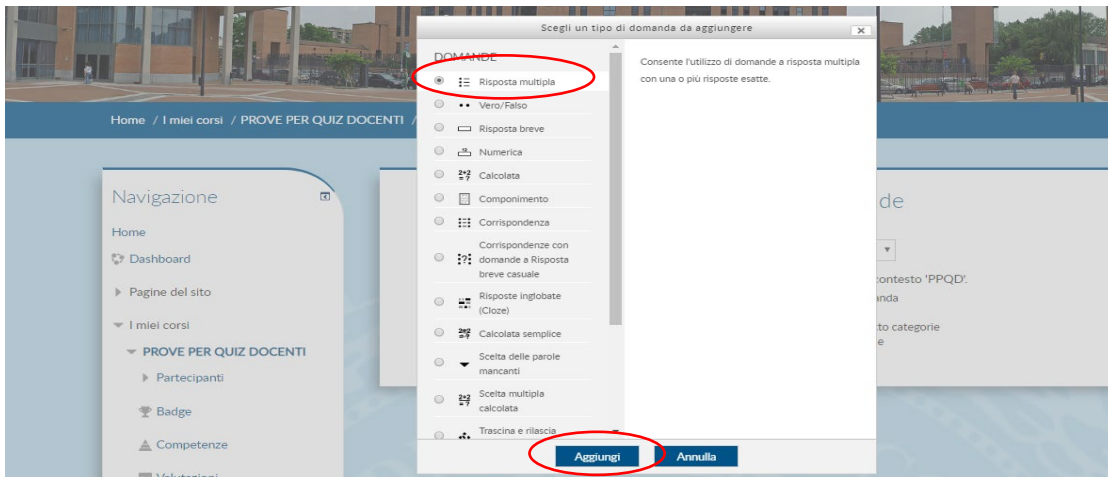 Scegli un tipo di domanda da aggiungere
DOMANDE
Risposta multipla
Vero/Falso
Risposta breve
Numerica
Calcolata
Componimento
Corrispondenza
Corrispondenze con
domande a Risposta
breve casuale
Risposte inglobate
(Cloze)
Calcolata semplice
Scelta delle parole
mancanti
Scelta multipla
calcolata
Trascina e rilascia
Consente l'utilizzo di domande a risposta multipla
con una o più risposte esatte.
Aggiungi
Annulla
Home / I miei corsi / PROVE PER QUIZ DOCENTI /
Navigazione
Home
Dashboard
Pagine del sito
I miei corsi
PROVE PER QUIZ DOCENTI
Partecipanti
Badge
Competenze
Valutazioni
de
contesto 'PPQD'.
nda
to categorie
e